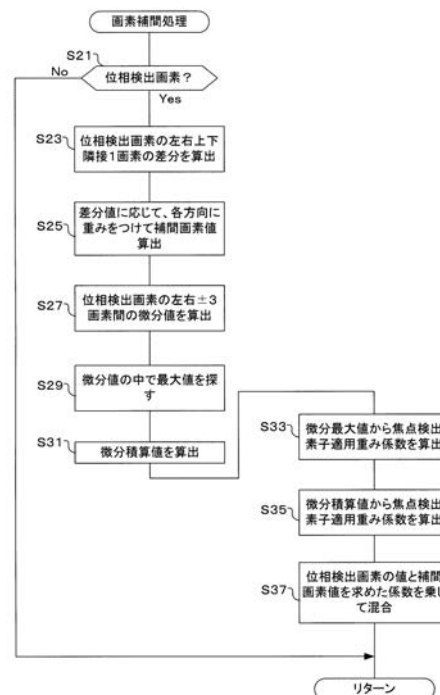 画素補間処理
S21
位相検出画素？
No
Yes
S23
位相検出画素の左右上下
隣接1画素の差分を算出
S25
差分値に応じて、各方向に
重みをつけて補間画素値
算出
S27
位相検出画素の左右±3
画素間の微分値を算出
S29
微分値の中で最大値を探
す
S31
微分積算値を算出
S33
微分最大値から焦点検出
素子適用重み係数を算出
S35
微分積算値から焦点検出
素子適用重み係数を算出
S37
位相検出画素の値と補間
画素値を求めた係数を乗し
て混合
リターン